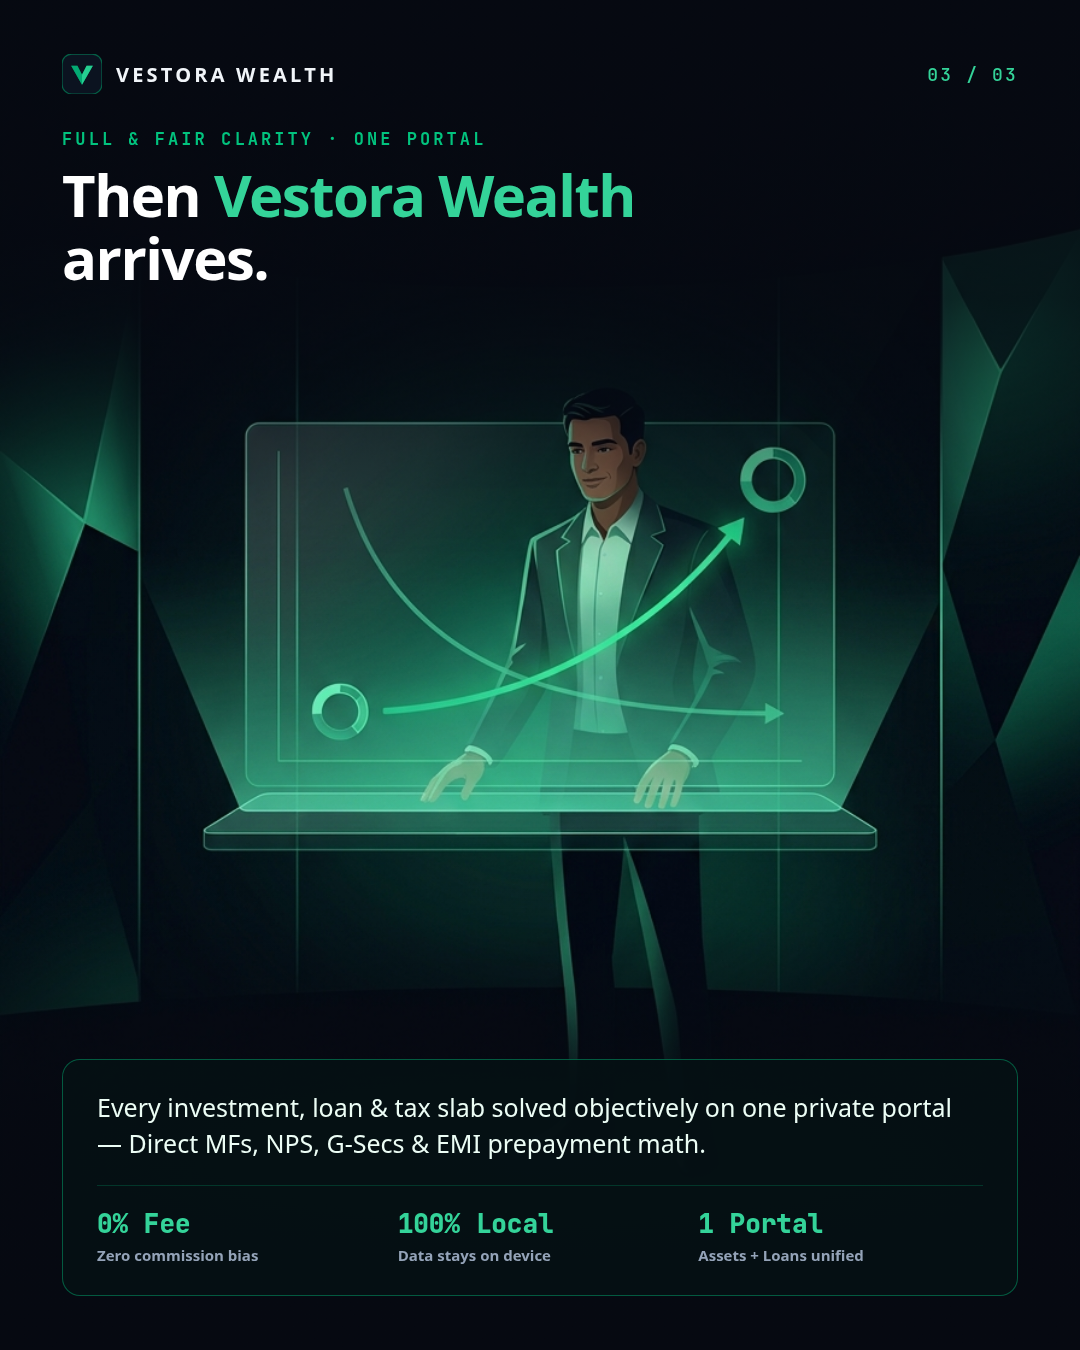 VESTORA WEALTH
03 / 03
FULL & FAIR CLARITY · ONE PORTAL
Then Vestora Wealth
arrives.
Every investment, loan & tax slab solved objectively on one private portal
— Direct MFs, NPS, G-Secs & EMI prepayment math.
0% Fee
Zero commission bias
100% Local
Data stays on device
1 Portal
Assets + Loans unified